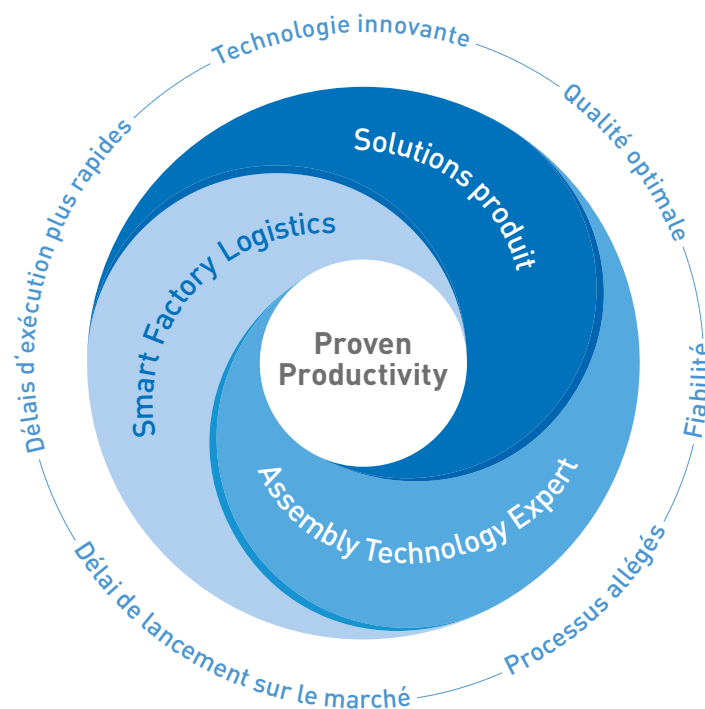 Technologie innovante
Qualité optimale
Fiabilité
Processus allégés
Délai de lancement sur le marché
Délais d'exécution plus rapides
Solutions produit
Assembly Technology Expert
Smart Factory Logistics
Proven
Productivity